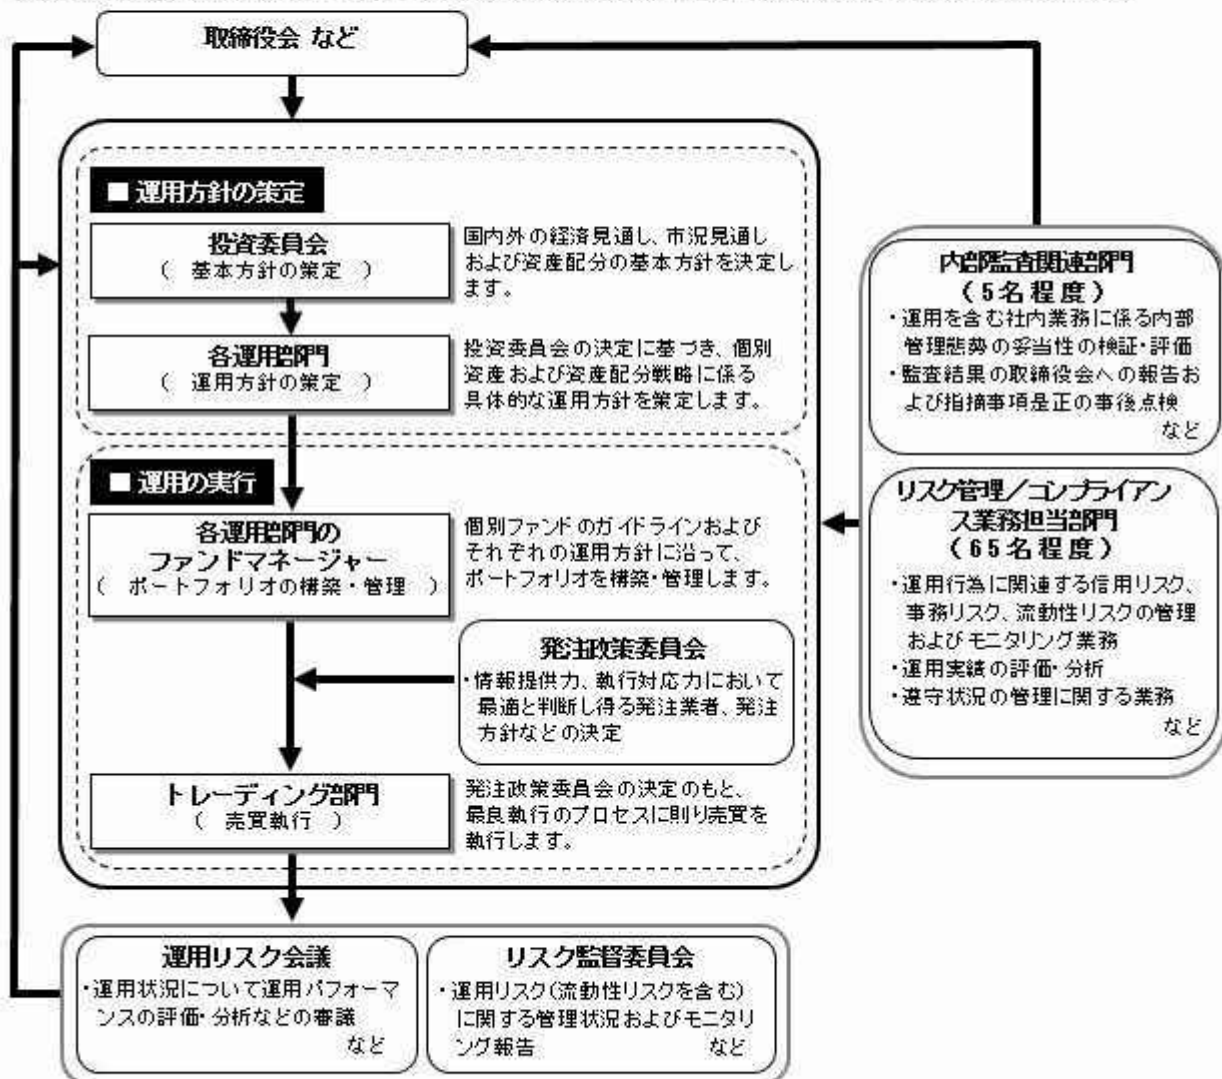 取締役会 など
■ 運用方針の策定
投資委員会
( 基本方針の策定 )
国内外の経済見通し、市況見通し
および資産配分の基本方針を決定し
ます。
各運用部門
( 運用方針の策定 )
投資委員会の決定に基づき、個別
資産および資産配分戦略に係る
具体的な運用方針を策定します。
■ 運用の実行
各運用部門の
ファンドマネージャー
( ポートフォリオの構築・管理 )
個別ファンドのガイドラインおよび
それぞれの運用方針に沿って、
ポートフォリオを構築・管理します。
発注政策委員会
・情報提供力、執行対応力において
最適と判断し得る発注業者、発注
方針などの決定
トレーディング部門
( 売買執行 )
発注政策委員会の決定のもと、
最良執行のプロセスに則り売買を
執行します。
運用リスク会議
・運用状況について運用パフォーマ
ンスの評価・分析などの審議
など
リスク監督委員会
・運用リスク(流動性リスクを含む)
に関する管理状況およびモニタリ
ング報告 など
内部監査関連部門
(5名程度)
・運用を含む社内業務に係る内部
管理態勢の妥当性の検証・評価
・監査結果の取締役会への報告お
よび指摘事項是正の事後点検
など
リスク管理/コンプライアン
ス業務担当部門
(65名程度)
・運用行為に関連する信用リスク、
事務リスク、流動性リスクの管理
およびモニタリング業務
・運用実績の評価・分析
・遵守状況の管理に関する業務
など